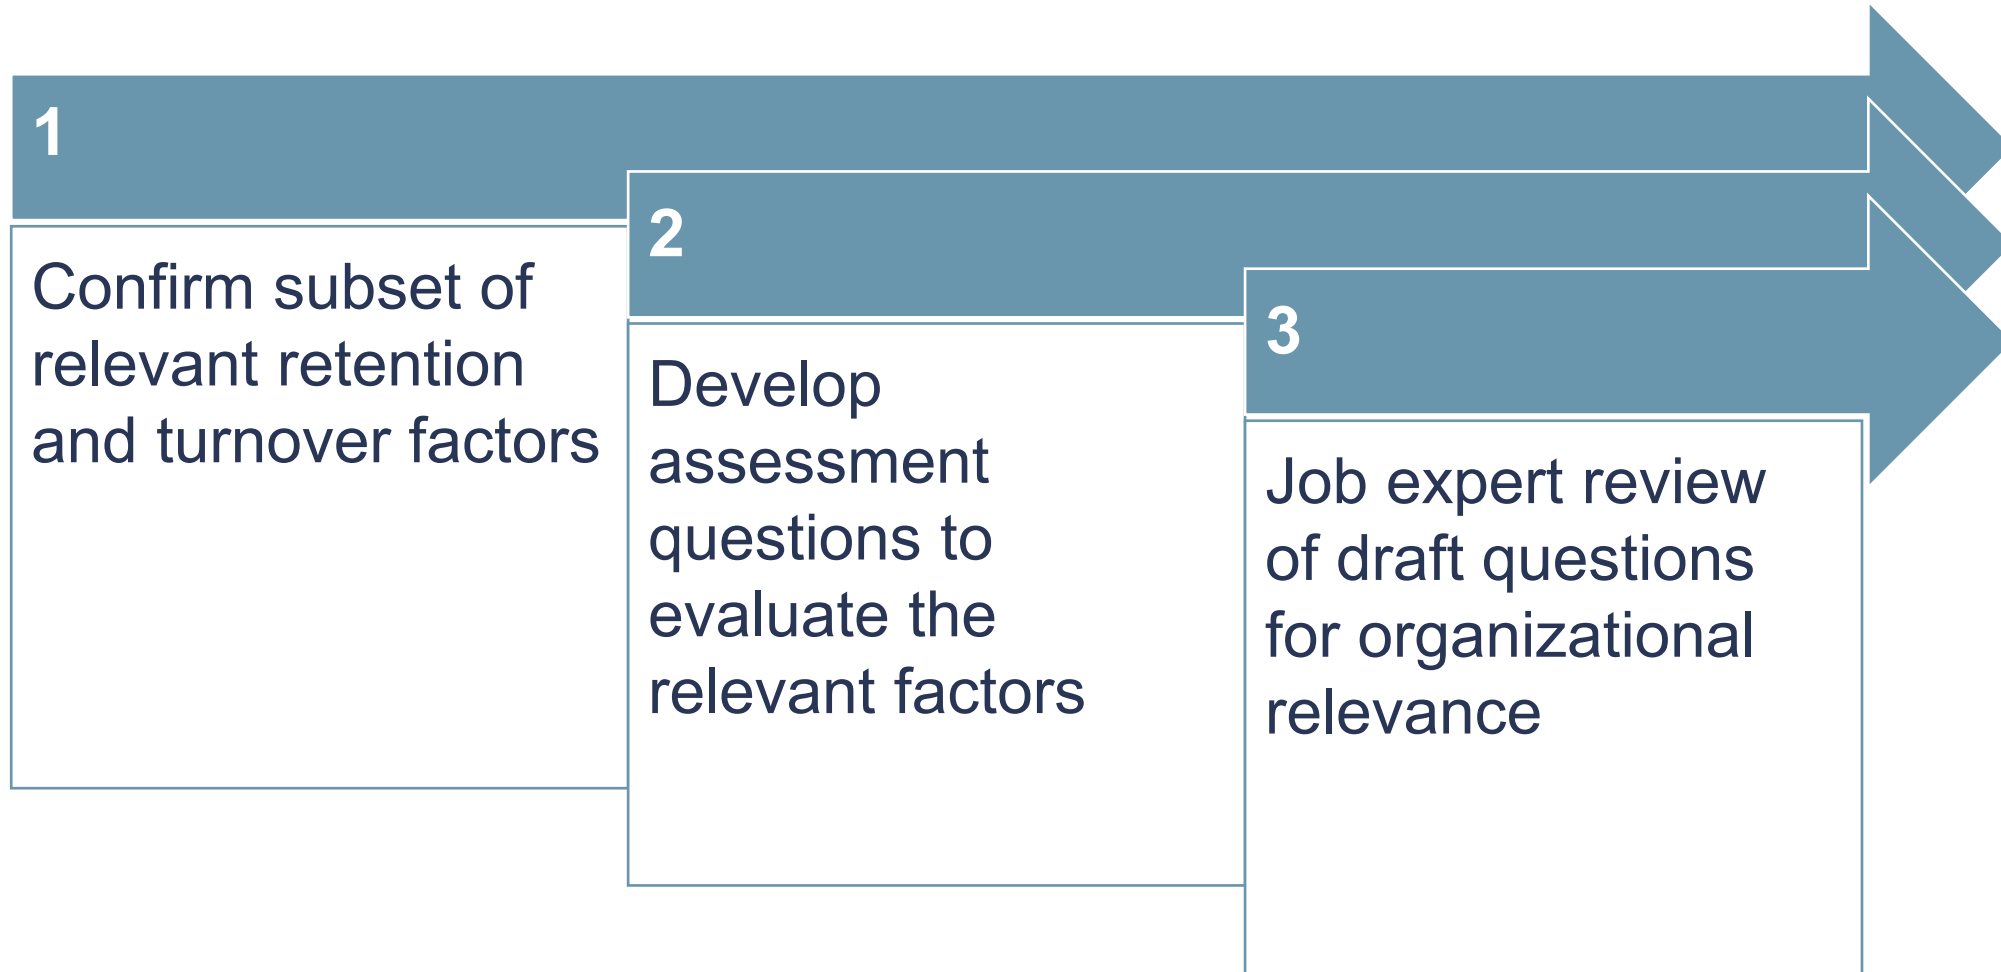 1
Confirm subset of
relevant retention
and turnover factors
2
Develop
assessment
questions to
evaluate the
relevant factors
3
Job expert review
of draft questions
for organizational
relevance